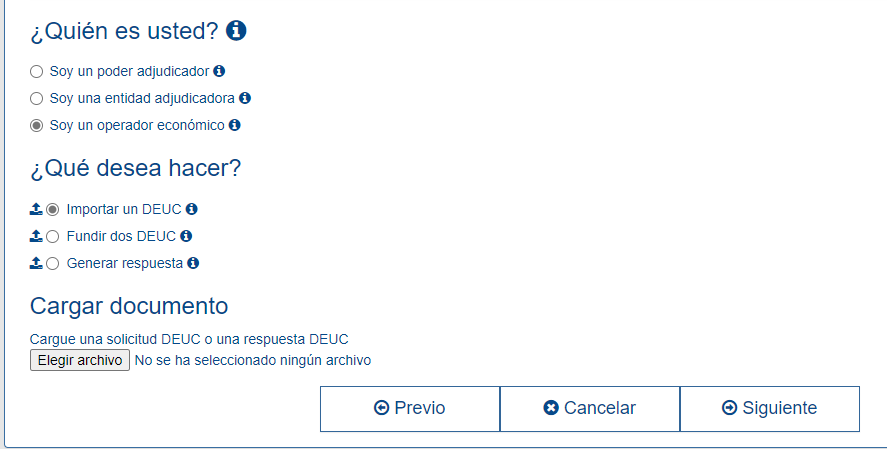 ¿Quién es usted?
Soy un poder adjudicador
Soy una entidad adjudicadora
Soy un operador económico
¿Qué desea hacer?
Importar un DEUC
Fundir dos DEUC
Generar respuesta
Cargar documento
Cargue una solicitud DEUC o una respuesta DEUC
Elegir archivo No se ha seleccionado ningún archivo
Previo Cancelar Siguiente